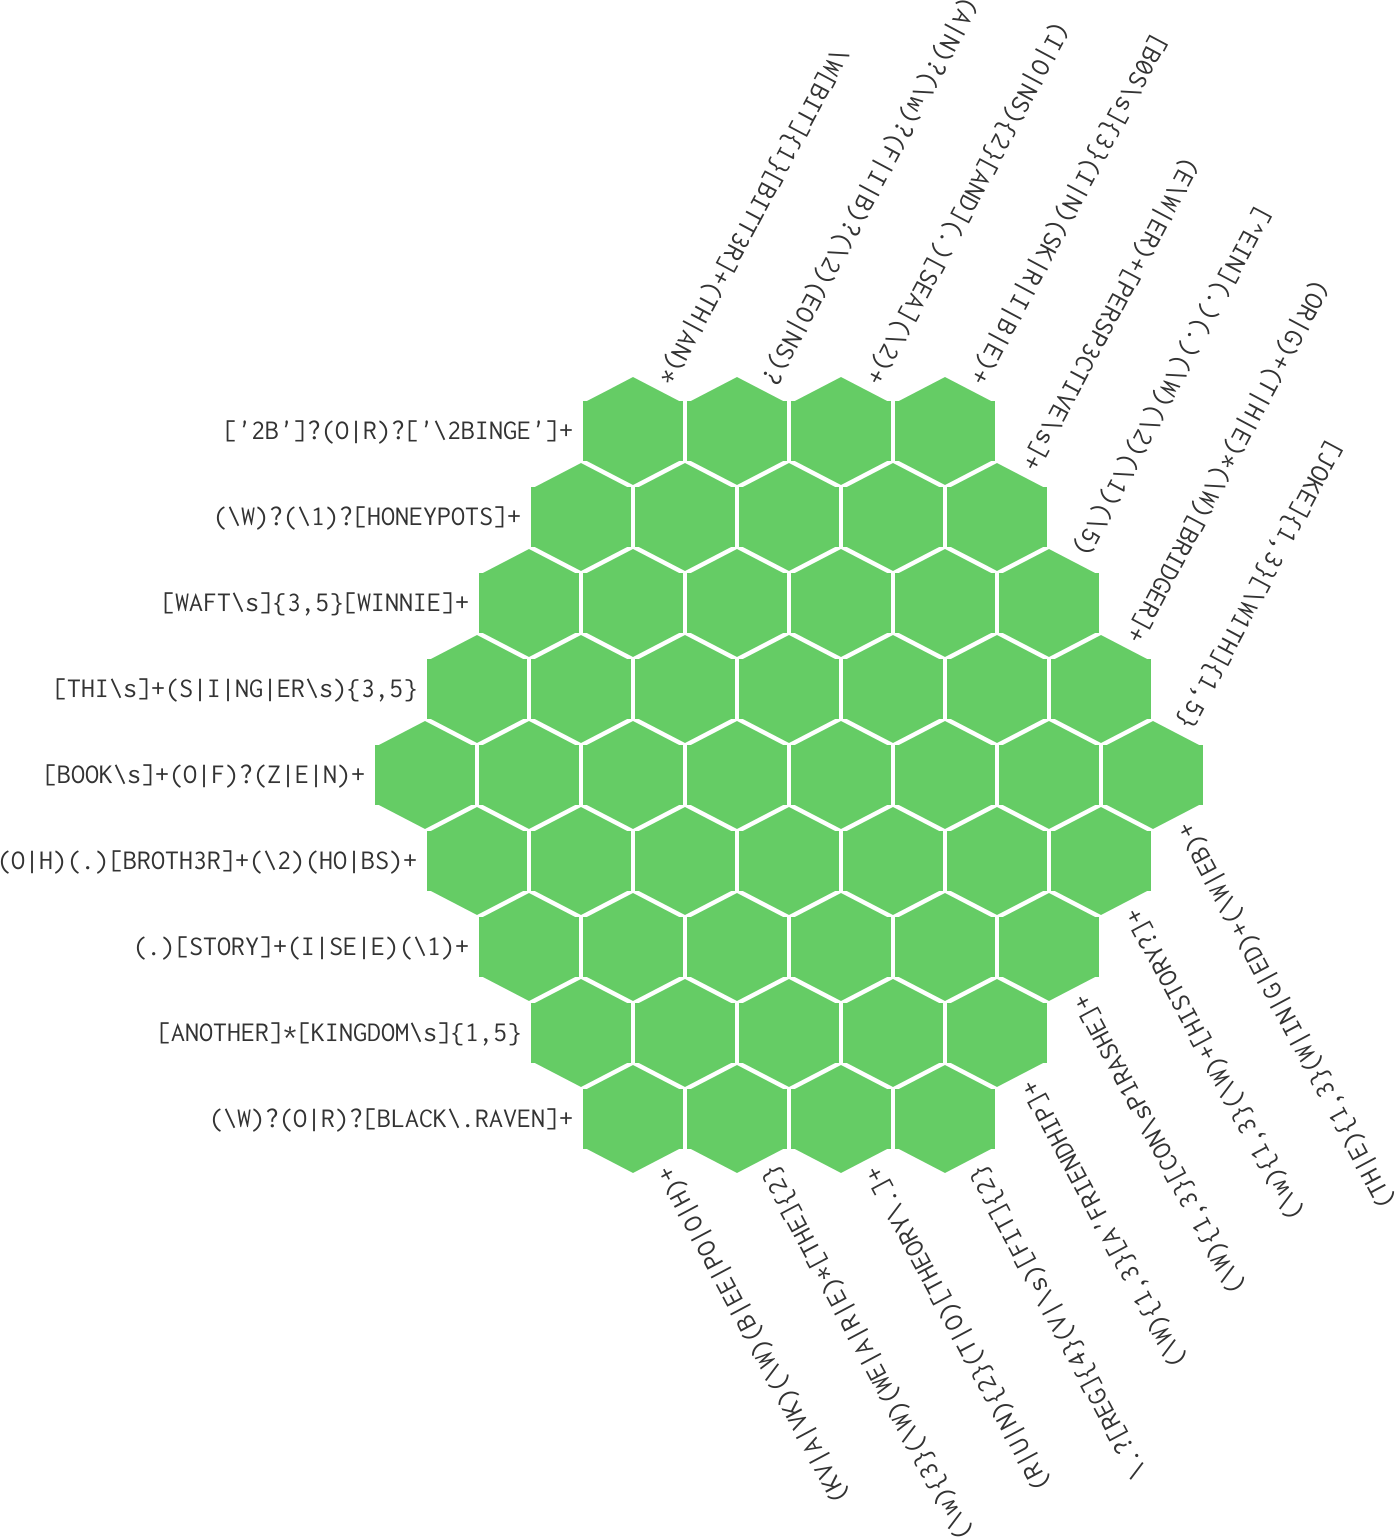 \W[BIT]{1}[BITT3R]+(TH|AN)*
(A|N)?(\w)?(F|I|B)?(\2)(EO|NS)?
(I|O|NS){2}[AND](.)[SEA](\2)+
[B0S\s]{3}(I|N)(SK|R|I|B|E)+
(E\W|ER)+[PERSP3CTIVE\s]+
[^EIN](.)(.)(\W)(\2)(\1)(\5)
(OR|G)+(T|H|E)*(\W)[BRIDGER]+
[JOKE]{1,3}[\WITH]{1,5}
['2B']?(O|R)?['\2BINGE']+
(\W)?(\1)?[HONEYPOTS]+
[WAFT\s]{3,5}[WINNIE]+
[THI\s]+(S|I|NG|ER\s){3,5}
[BOOK\s]+(O|F)?(Z|E|N)+
(O|H)(.)[BROTH3R]+(\2)(HO|BS)+
(.)[STORY]+(I|SE|E)(\1)+
[ANOTHER]*[KINGDOM\s]{1,5}
(\W)?(O|R)?[BLACK\.RAVEN]+
(KV|A|VK)(\W)(B|EE|PO|O|H)+
(\w){3}(\W)(WE|A|R|E)*[THE]{2}
(R|U|N){2}(T|O)[THEORY\.]+
\.?[REG]{4}(V|\s)[FIT]{2}
(\W){1,3}[A'FRIENDHIP]+
(\W){1,3}[CON\sP1RASHE]+
(\w){1,3}(\W)+[HISTORY?]+
(TH|E){1,3}(W|IN|G|ED)+(\W|EB)+